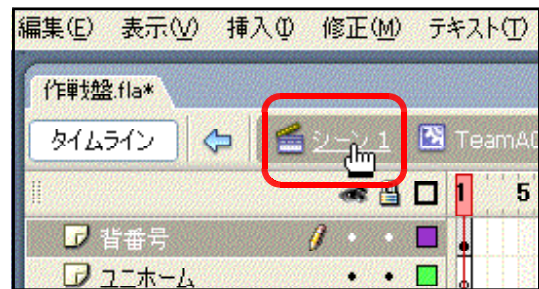 編集(E) 表示(V) 挿入(I) 修正(M) テキスト(T)
作戦盤.fla*
タイムライン シーン 1 TeamA
1 5
背番号
ユニホーム